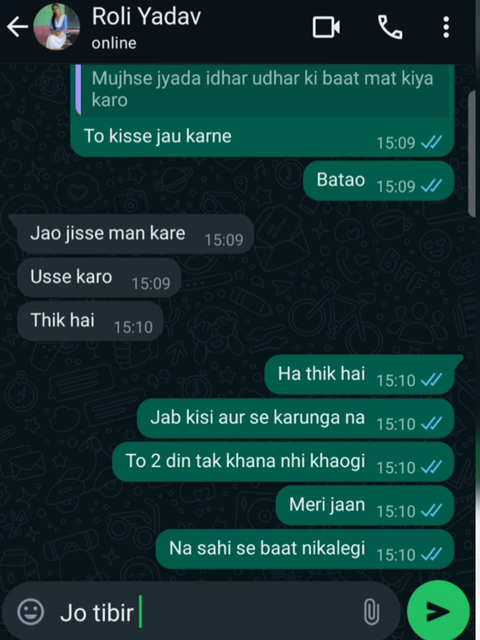 Roli Yadav
online
Mujhse jyada idhar udhar ki baat mat kiya
karo
To kisse jau karne
15:09
Batao 15:09
Jao jisse man kare 15:09
Usse karo 15:09
Thik hai 15:10
Ha thik hai 15:10
Jab kisi aur se karunga na 15:10
To 2 din tak khana nhi khaogi 15:10
Meri jaan 15:10
Na sahi se baat nikalegi 15:10
Jo tibir